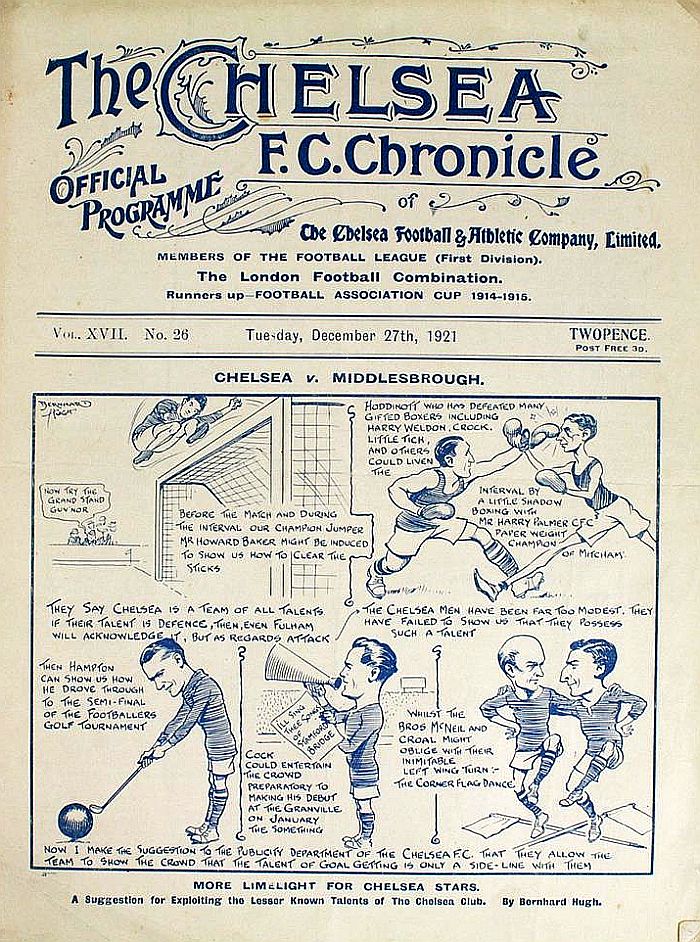 The CHELSEA
F.C. Chronicle
OFFICIAL
PROGRAMME
of
The Chelsea Football & Athletic Company, Limited.
MEMBERS OF THE FOOTBALL LEAGUE (First Division).
The London Football Combination.
Runners up—FOOTBALL ASSOCIATION CUP 1914-1915.
VOL. XVII. No. 26
Tuesday, December 27th, 1921
TWOPENCE.
POST FREE 3D.
CHELSEA v. MIDDLESBROUGH.
BERNHARD
HUGH
NOW TRY THE
GRAND STAND
GUVNOR
BEFORE THE MATCH AND DURING
THE INTERVAL OUR CHAMPION JUMPER
MR HOWARD BAKER MIGHT BE INDUCED
TO SHOW US HOW TO CLEAR THE
STICKS
HODDINOTT WHO HAS DEFEATED MANY
GIFTED BOXERS INCLUDING
HARRY WELDON, CROCK.
LITTLE TICH,
AND OTHERS
COULD LIVEN
THE
INTERVAL BY
A LITTLE SHADOW
BOXING WITH
MR HARRY PALMER CFC
PAPER WEIGHT
CHAMPION
OF MITCHAM
THEY SAY CHELSEA IS A TEAM OF ALL TALENTS
IF THEIR TALENT IS DEFENCE, THEN, EVEN FULHAM
WILL ACKNOWLEDGE IT, BUT AS REGARDS ATTACK
THE CHELSEA MEN HAVE BEEN FAR TOO MODEST. THEY
HAVE FAILED TO SHOW US THAT THEY POSSESS
SUCH A TALENT
THEN HAMPTON
CAN SHOW US HOW
HE DROVE THROUGH
TO THE SEMI-FINAL
OF THE FOOTBALLERS
GOLF TOURNAMENT
I'LL SING
THEE SONGS
OF STAMFORD
BRIDGE
COCK
COULD ENTERTAIN
THE CROWD
PREPARATORY TO
MAKING HIS DEBUT
AT THE GRANVILLE
ON JANUARY
THE SOMETHING
WHILST THE
BROS MCNEIL AND
CROAL MIGHT
OBLIGE WITH THEIR
INIMITABLE
LEFT WING TURN:-
THE CORNER FLAG DANCE
NOW I MAKE THE SUGGESTION TO THE PUBLICITY DEPARTMENT OF THE CHELSEA F.C. THAT THEY ALLOW THE
TEAM TO SHOW THE CROWD THAT THE TALENT OF GOAL GETTING IS ONLY A SIDE-LINE WITH THEM
MORE LIMELIGHT FOR CHELSEA STARS.
A Suggestion for Exploiting the Lesser Known Talents of The Chelsea Club. By Bernhard Hugh.